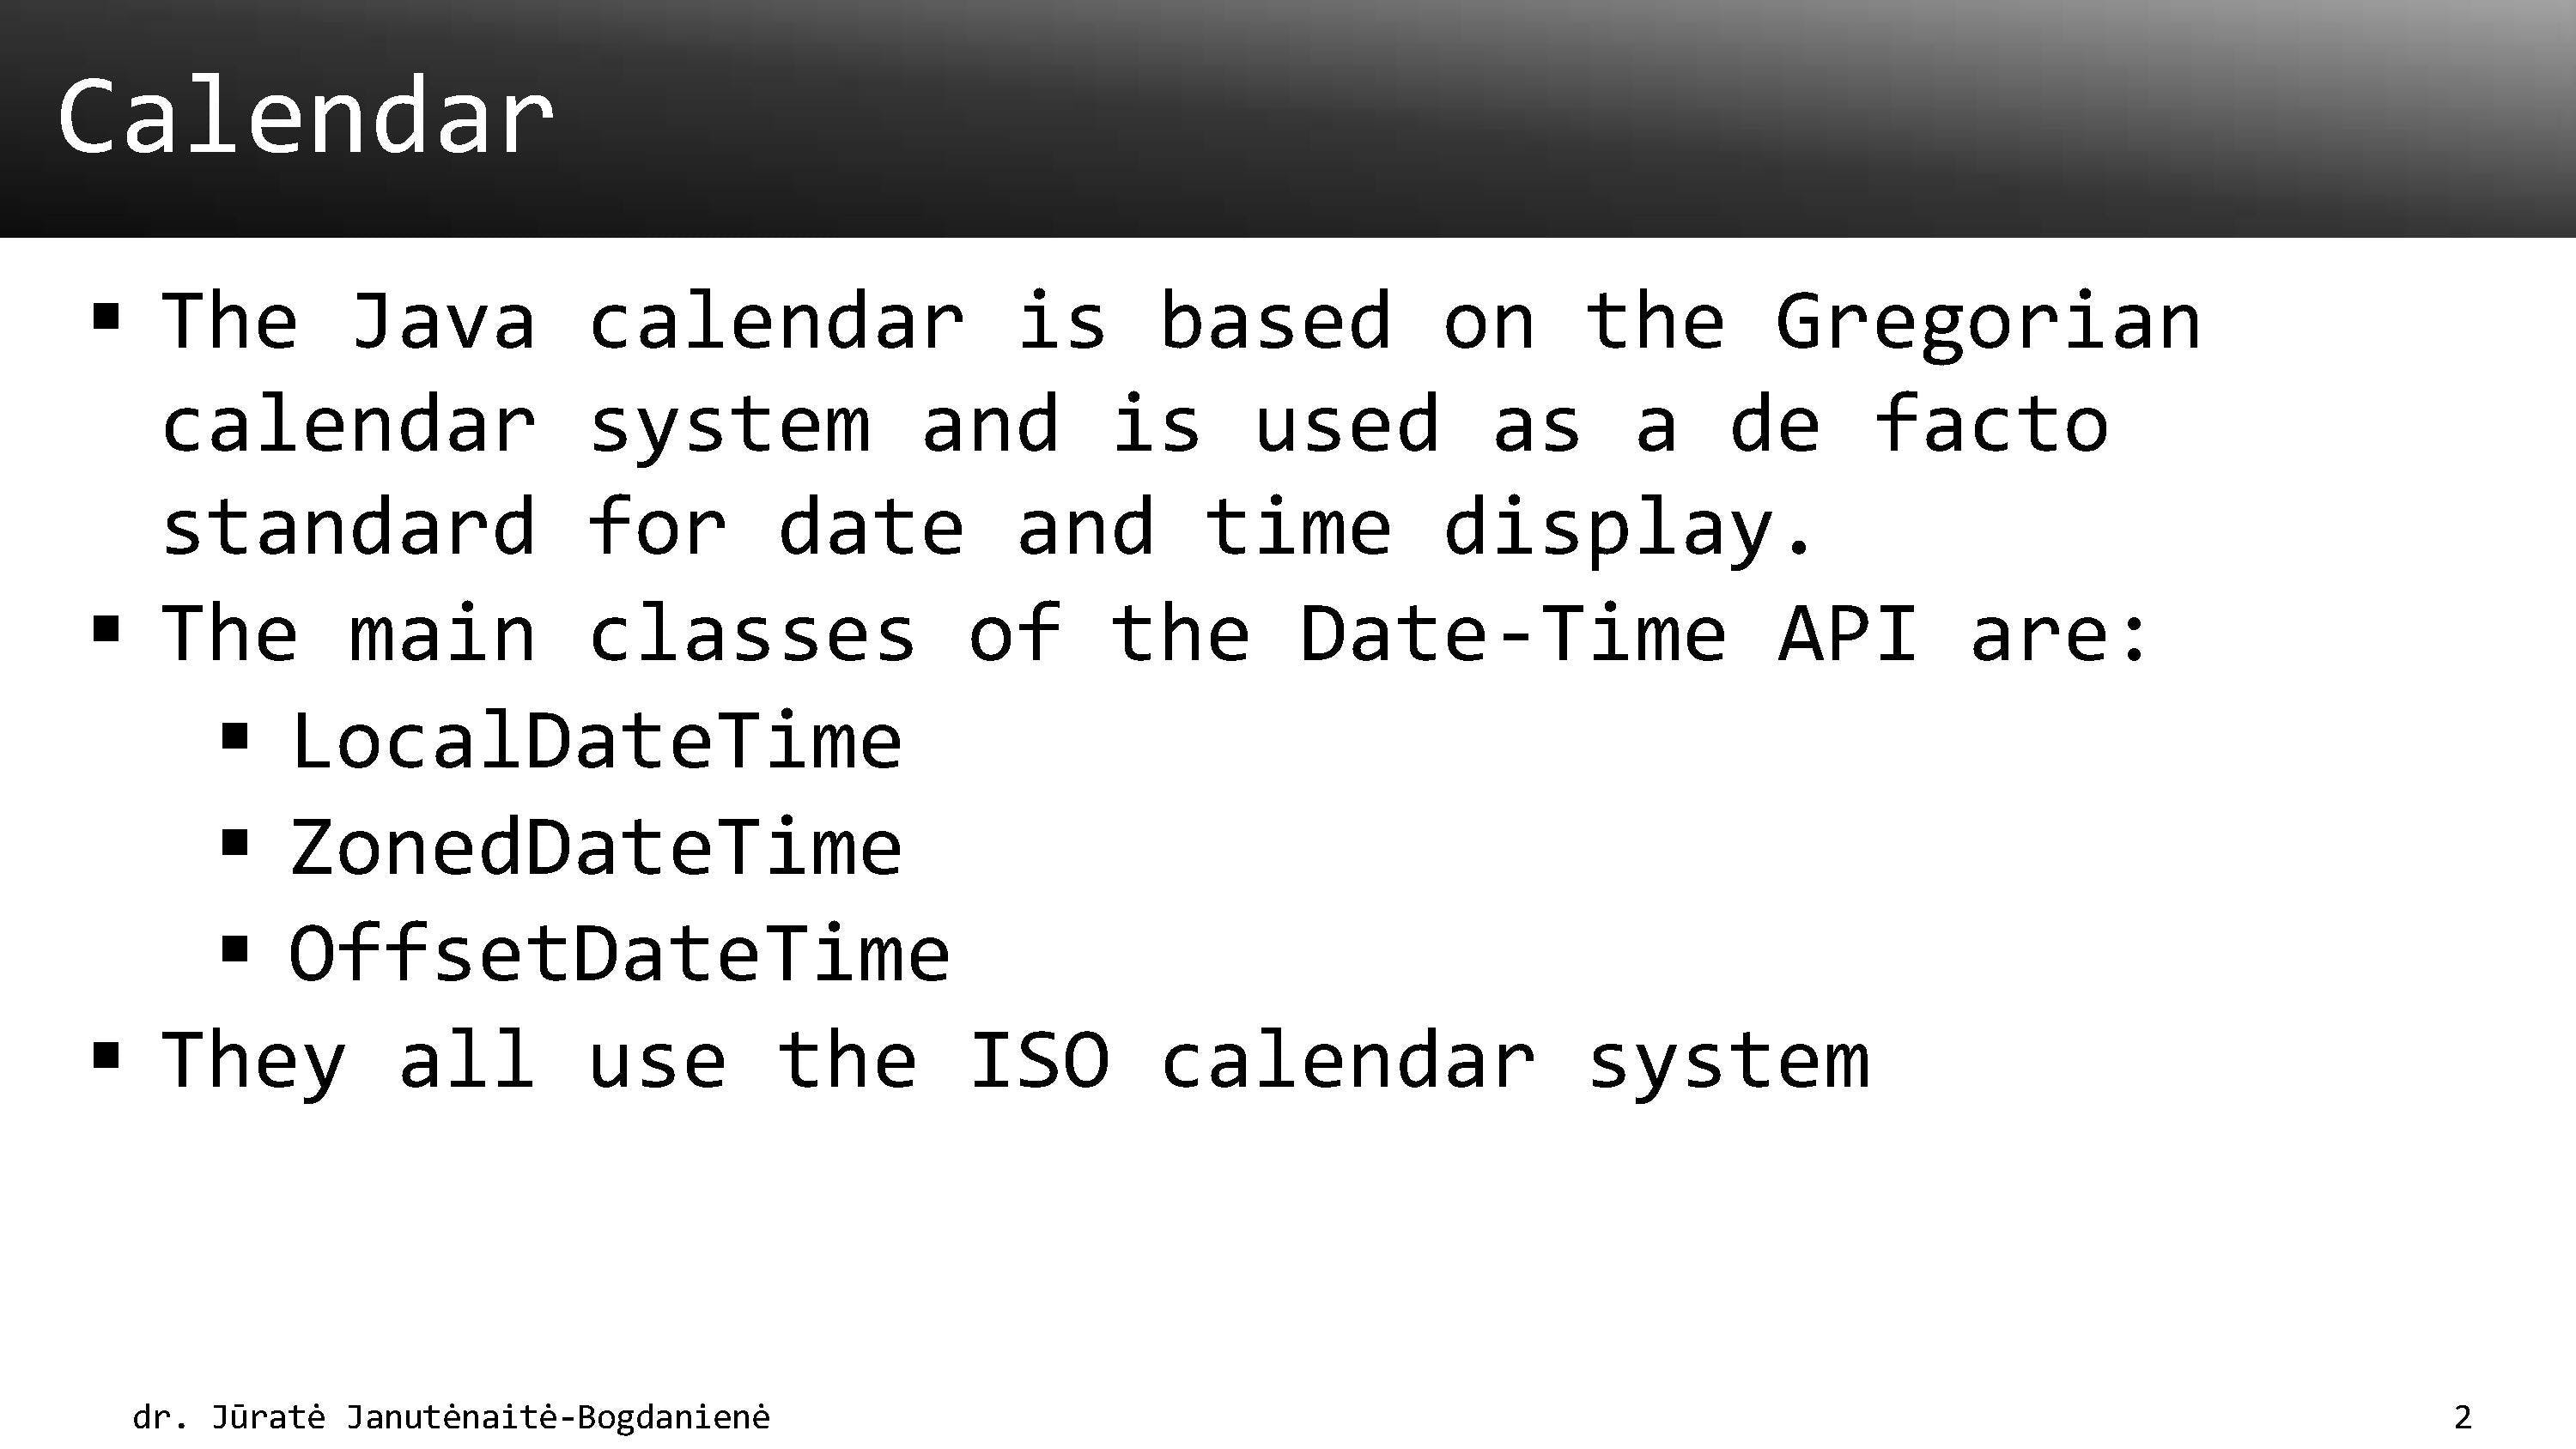 Calendar
▪ The Java calendar is based on the Gregorian
calendar system and is used as a de facto
standard for date and time display.
▪ The main classes of the Date-Time API are:
▪ LocalDateTime
▪ ZonedDateTime
▪ OffsetDateTime
▪ They all use the ISO calendar system
dr. Jūratė Janutėnaitė-Bogdanienė
2